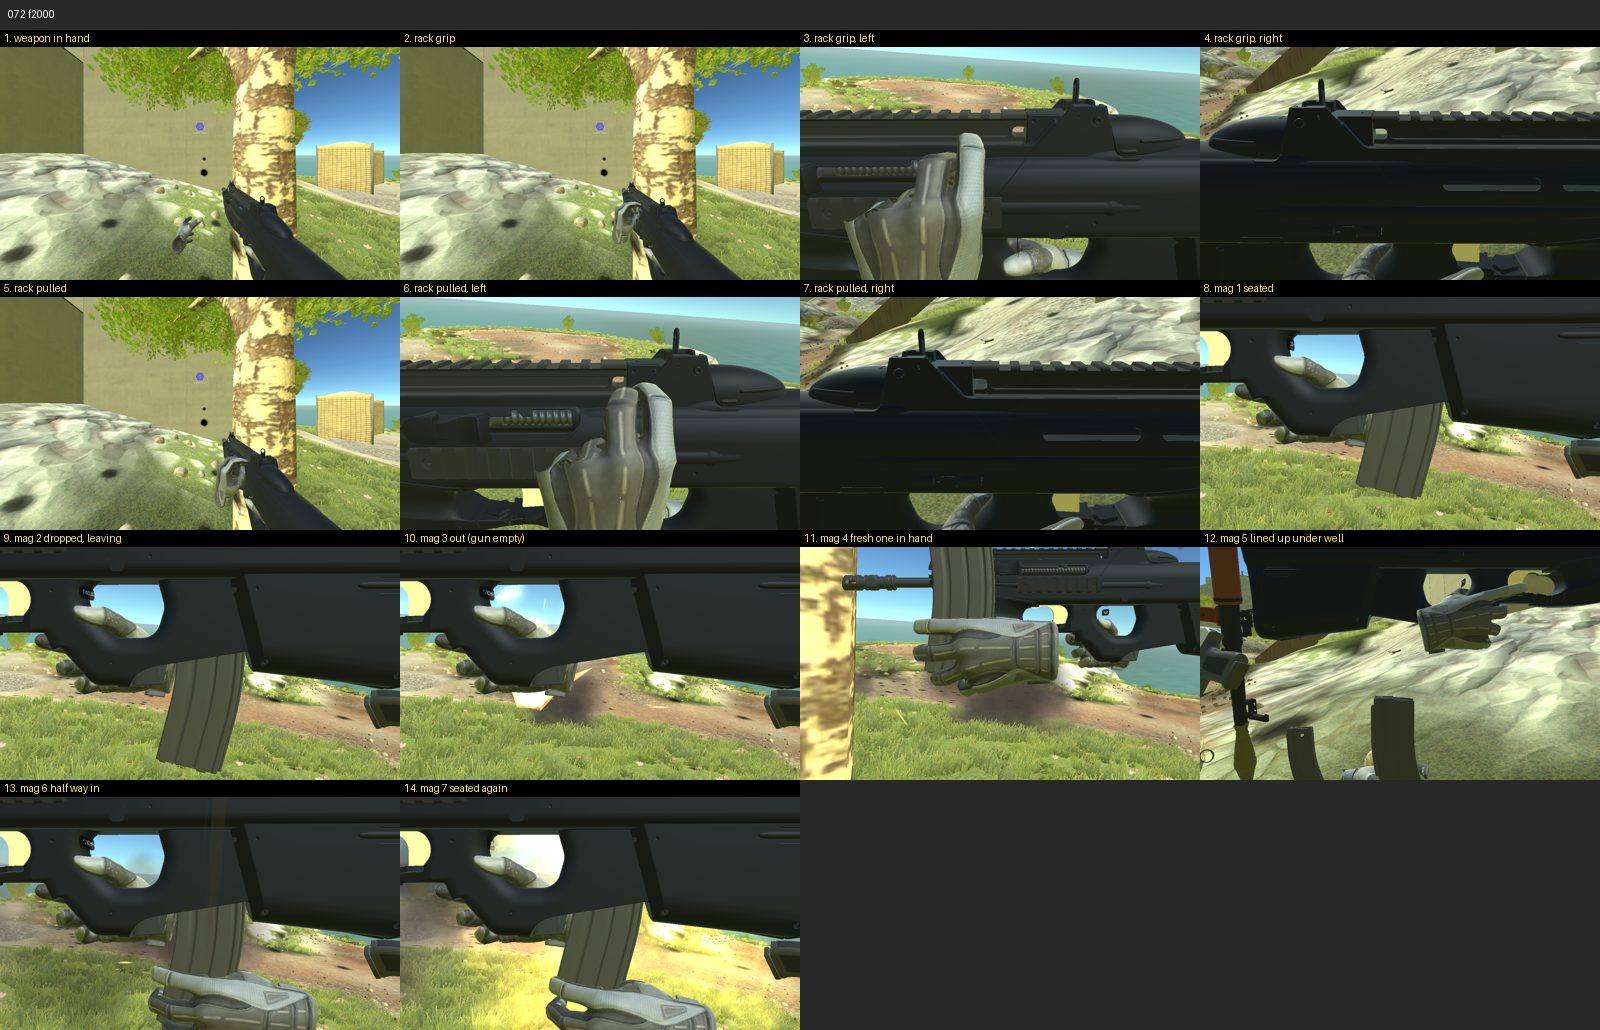 072 f2000
1. weapon in hand
2. rack grip
3. rack grip, left
4. rack grip, right
5. rack pulled
6. rack pulled, left
7. rack pulled, right
8. mag 1 seated
9. mag 2 dropped, leaving
10. mag 3 out (gun empty)
11. mag 4 fresh one in hand
12. mag 5 lined up under well
13. mag 6 half way in
14. mag 7 seated again